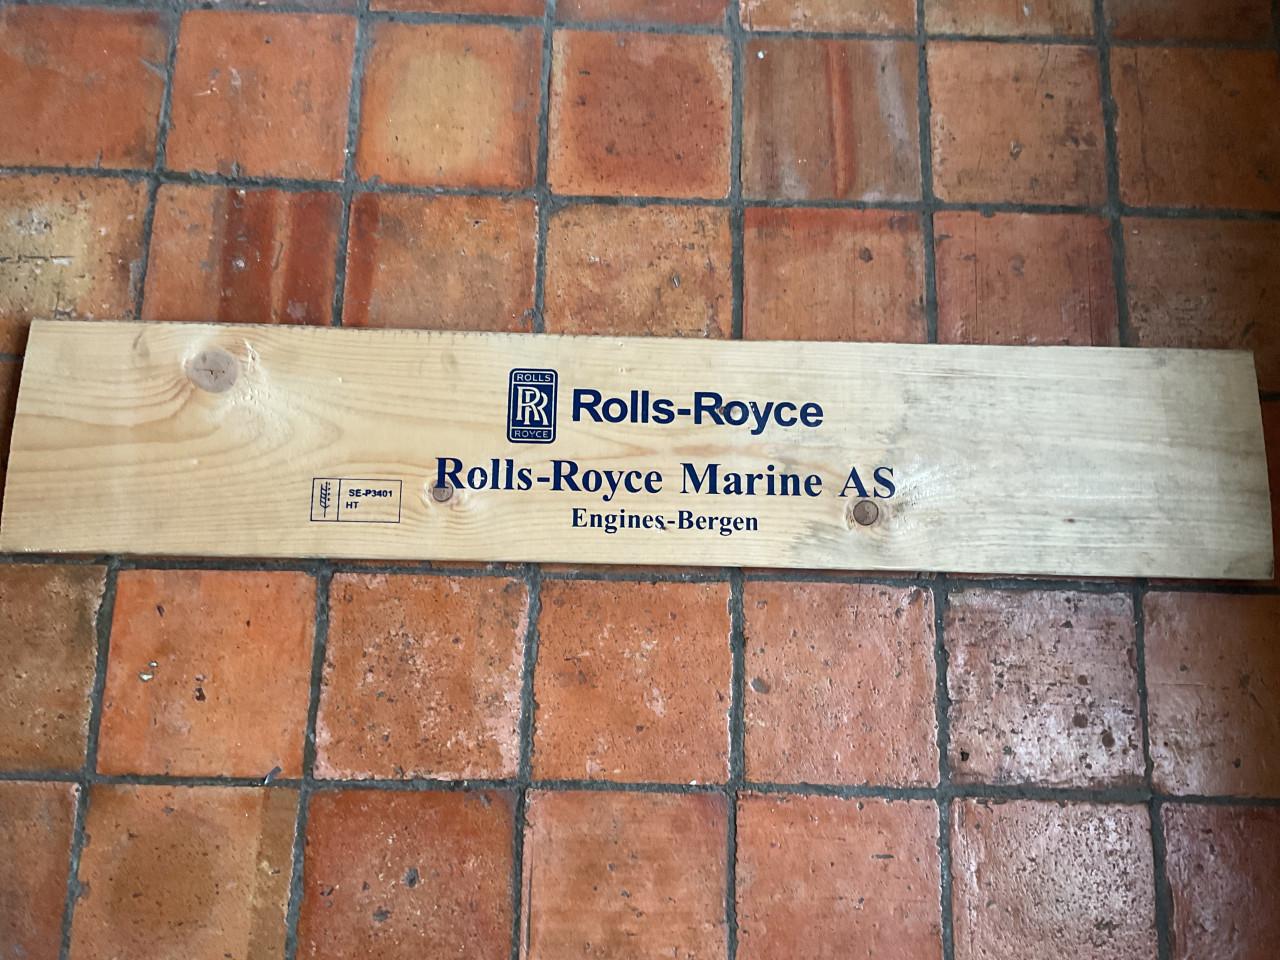 ROLLS
RR
ROYCE
Rolls-Royce
Rolls-Royce Marine AS
Engines-Bergen
SE-P3401
HT